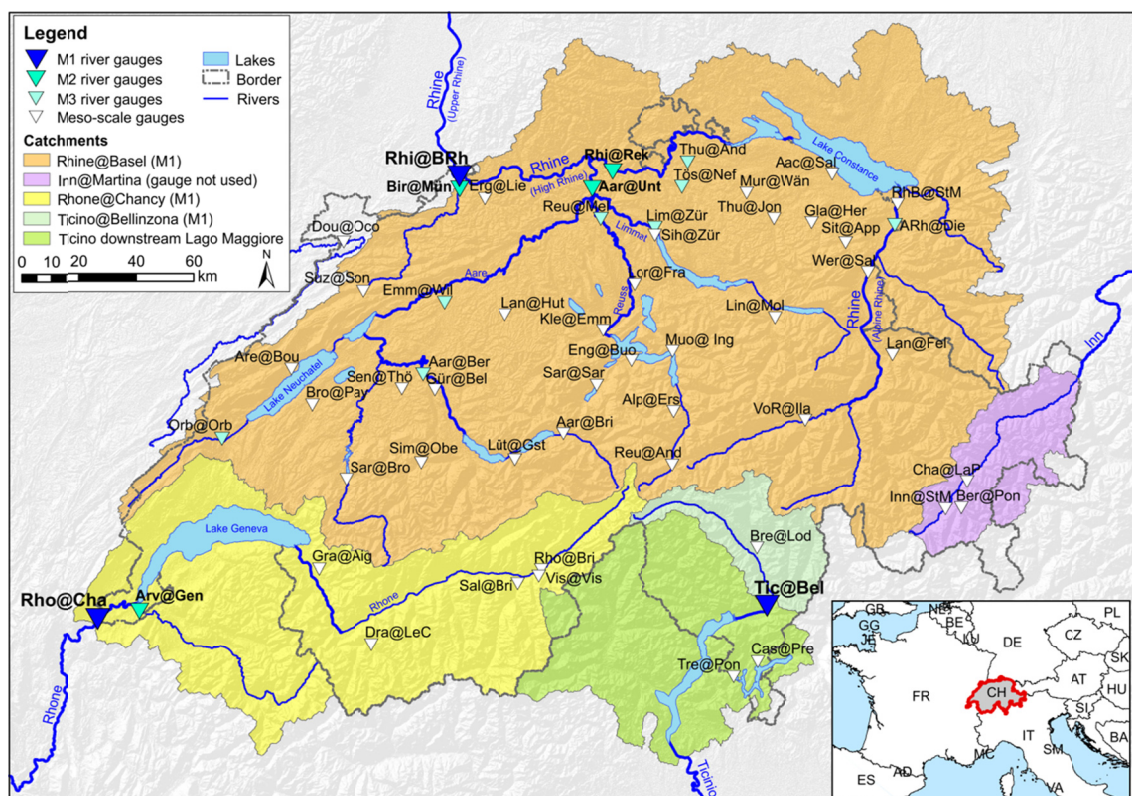 Legend
M1 river gauges
M2 river gauges
M3 river gauges
Meso-scale gauges
Lakes
Border
Rivers
Catchments
Rhine@Basel (M1)
Inn@Martina (gauge not used)
Rhone@Chancy (M1)
Ticino@Bellinzona (M1)
Ticino downstream Lago Maggiore
0 10 20 40 60
km
N
Rhine
(Upper Rhine)
Rhi@BRh
Bir@Mün
Erg@Lie
Rhine
(High Rhine)
Rhi@Rek
Aar@Unt
Reu@Mel
Thu@And
Tös@Nef
Mur@Wän
Aac@Sal
Lake Constance
RhB@StM
Thu@Jon
Gla@Her
Sit@App
ARh@Die
Wer@Sal
Lim@Zür
Sih@Zür
Limmat
Dou@Oco
Suz@Son
Aare
Emm@Wil
Lan@Hut
Kle@Emm
Reuss
Lor@Fra
Lin@Mol
Rhine
(Alpine Rhine)
Lan@Fel
Inn
Eng@Buo
Muo@Ing
Are@Bou
Lake Neuchatel
Bro@Pay
Sen@Thö
Aar@Ber
Gür@Bel
Sar@Sar
Alp@Ers
VoR@Ila
Orb@Orb
Sim@Obe
Lüt@Gst
Aar@Bri
Reu@And
Sar@Bro
Cha@LaP
Inn@StM
Ber@Pon
Lake Geneva
Gra@Aig
Rho@Bri
Vis@Vis
Sal@Bri
Rhone
Bre@Lod
Tic@Bel
Rho@Cha
Arv@Gen
Dra@LeC
Tre@Pon
Cas@Pre
Rhone
Ticinio
GB
GG
JE
NL
BE
LU
DE
PL
CZ
SK
FR
CH
AT
HU
SI
IT
SM
BA
MC
ES
AD
VA